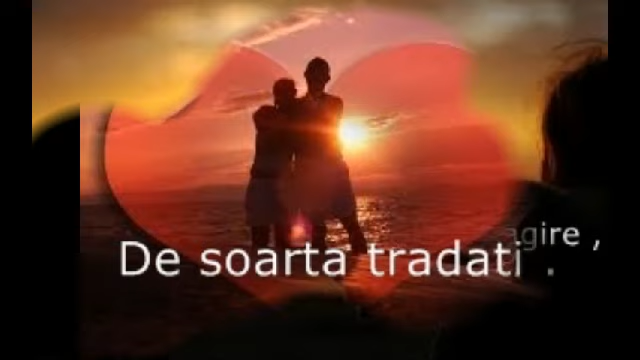 agire ,
De soarta tradati .